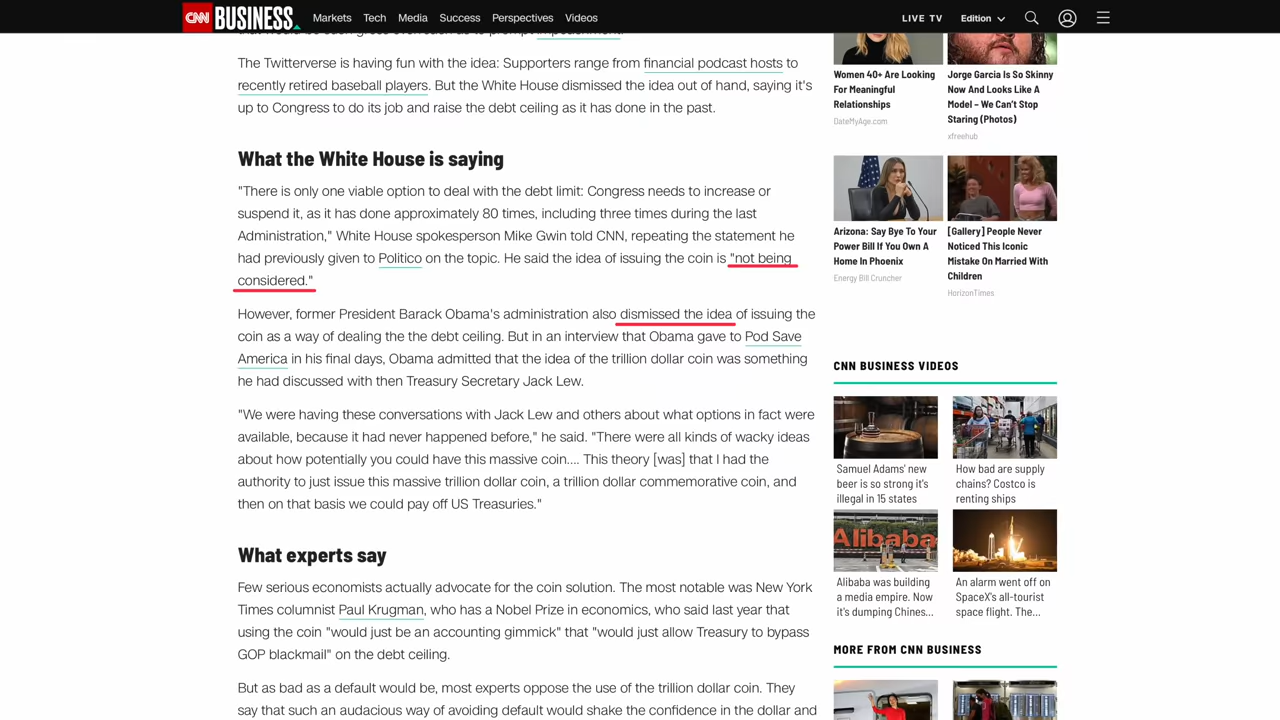 CNN BUSINESS Markets Tech Media Success Perspectives Videos LIVE TV Edition
The Twitterverse is having fun with the idea: Supporters range from financial podcast hosts to
recently retired baseball players. But the White House dismissed the idea out of hand, saying it's
up to Congress to do its job and raise the debt ceiling as it has done in the past.
What the White House is saying
"There is only one viable option to deal with the debt limit: Congress needs to increase or
suspend it, as it has done approximately 80 times, including three times during the last
Administration," White House spokesperson Mike Gwin told CNN, repeating the statement he
had previously given to Politico on the topic. He said the idea of issuing the coin is "not being
considered."
However, former President Barack Obama's administration also dismissed the idea of issuing the
coin as a way of dealing the the debt ceiling. But in an interview that Obama gave to Pod Save
America in his final days, Obama admitted that the idea of the trillion dollar coin was something
he had discussed with then Treasury Secretary Jack Lew.
"We were having these conversations with Jack Lew and others about what options in fact were
available, because it had never happened before," he said. "There were all kinds of wacky ideas
about how potentially you could have this massive coin.... This theory [was] that I had the
authority to just issue this massive trillion dollar coin, a trillion dollar commemorative coin, and
then on that basis we could pay off US Treasuries."
What experts say
Few serious economists actually advocate for the coin solution. The most notable was New York
Times columnist Paul Krugman, who has a Nobel Prize in economics, who said last year that
using the coin "would just be an accounting gimmick" that "would just allow Treasury to bypass
GOP blackmail" on the debt ceiling.
But as bad as a default would be, most experts oppose the use of the trillion dollar coin. They
say that such an audacious way of avoiding default would shake the confidence in the dollar and
Women 40+ Are Looking
For Meaningful
Relationships
DateMyAge.com
Jorge Garcia Is So Skinny
Now And Looks Like A
Model – We Can't Stop
Staring (Photos)
xfreehub
Arizona: Say Bye To Your
Power Bill If You Own A
Home In Phoenix
Energy Bill Cruncher
[Gallery] People Never
Noticed This Iconic
Mistake On Married With
Children
HorizonTimes
CNN BUSINESS VIDEOS
Samuel Adams' new
beer is so strong it's
illegal in 15 states
How bad are supply
chains? Costco is
renting ships
Alibaba
Alibaba was building
a media empire. Now
it's dumping Chines...
An alarm went off on
SpaceX's all-tourist
space flight. The...
MORE FROM CNN BUSINESS